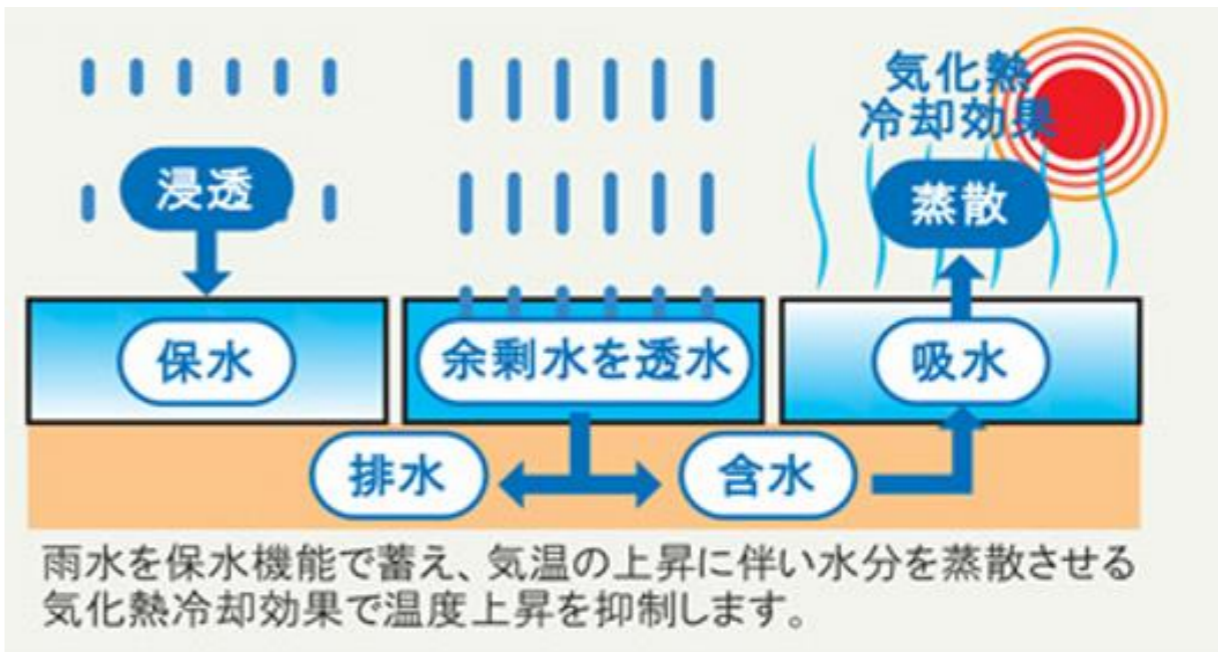 気化熱
冷却効果
浸透
蒸散
保水
余剰水を透水
吸水
排水
含水
雨水を保水機能で蓄え、気温の上昇に伴い水分を蒸散させる
気化熱冷却効果で温度上昇を抑制します。